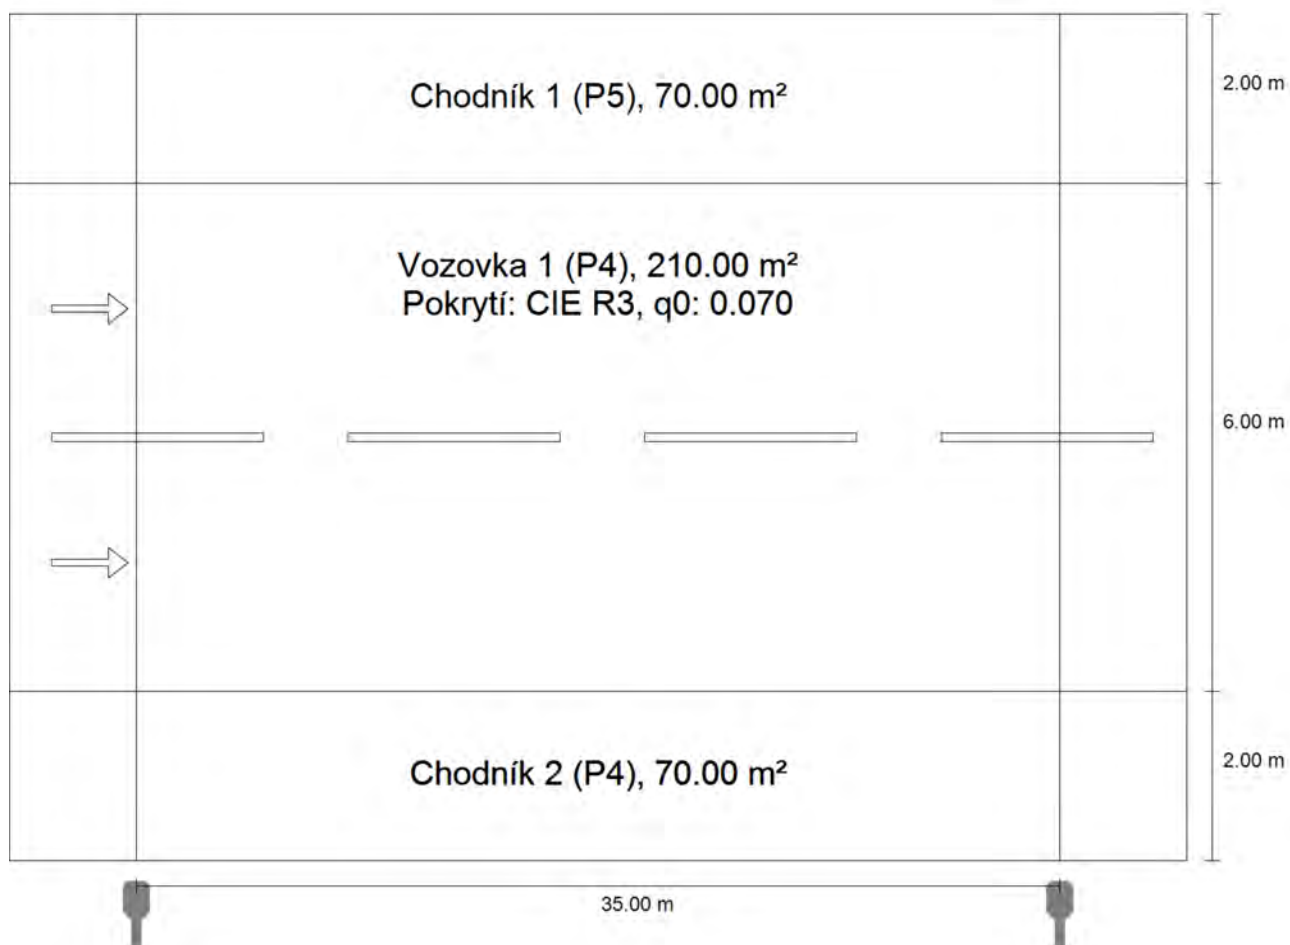 Chodník 1 (P5), 70.00 m²
2.00 m
Vozovka 1 (P4), 210.00 m²
Pokrytí: CIE R3, q0: 0.070
6.00 m
Chodník 2 (P4), 70.00 m²
2.00 m
35.00 m